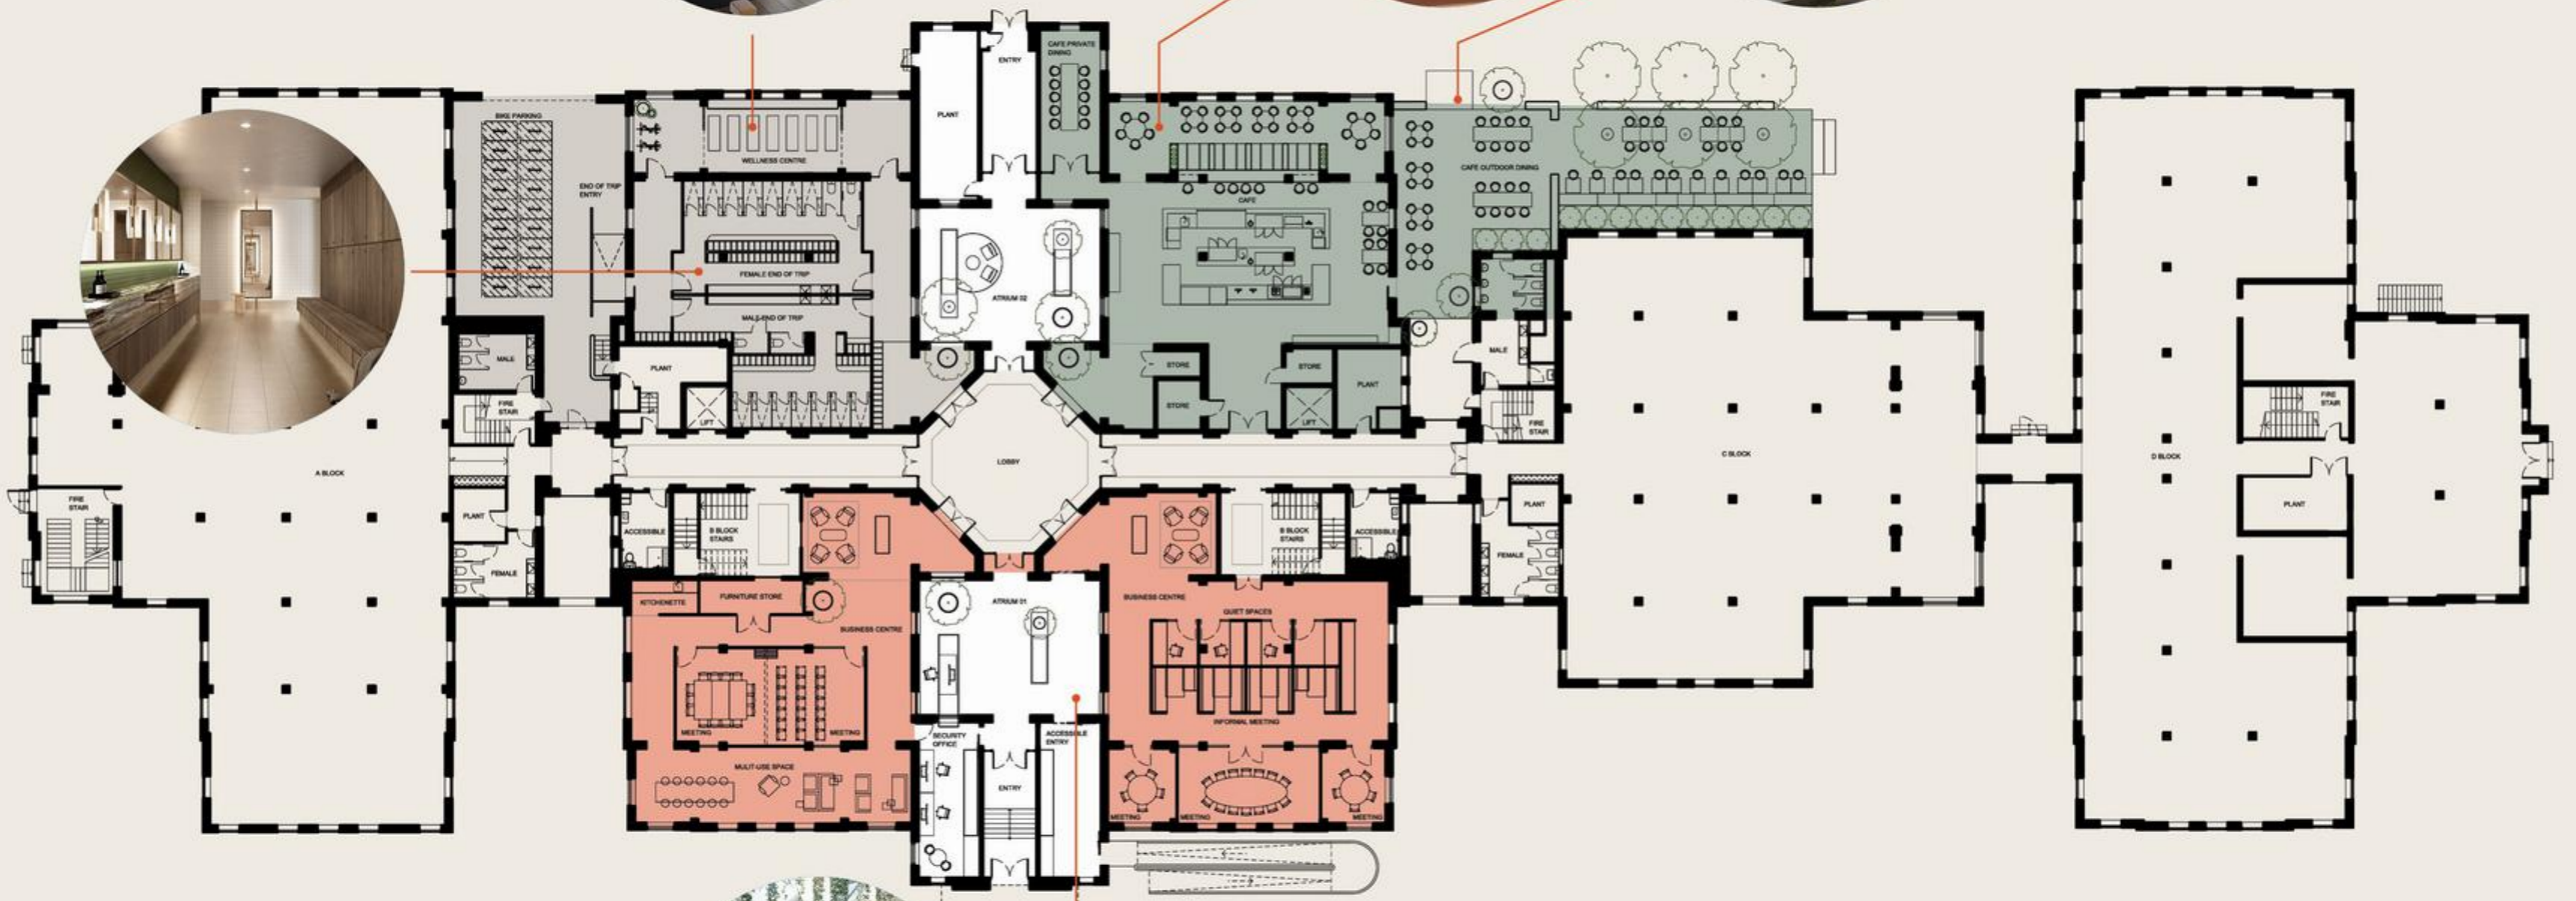 CAFE PRIVATE
DINING
ENTRY
PLANT
BIKE PARKING
WELLNESS CENTRE
END OF TRIP
ENTRY
CAFE
CAFE OUTDOOR DINING
FEMALE END OF TRIP
MALE END OF TRIP
ATRIUM 02
MALE
PLANT
STORE
STORE
STORE
PLANT
LIFT
LIFT
MALE
FIRE
STAIR
FIRE
STAIR
FIRE
STAIR
A BLOCK
LOBBY
C BLOCK
D BLOCK
FIRE
STAIR
PLANT
FEMALE
ACCESSIBLE
B BLOCK
STAIRS
B BLOCK
STAIRS
ACCESSIBLE
PLANT
FEMALE
PLANT
KITCHENETTE
FURNITURE STORE
BUSINESS CENTRE
ATRIUM 01
BUSINESS CENTRE
QUIET SPACES
MEETING
MEETING
INFORMAL MEETING
SECURITY
OFFICE
ACCESSIBLE
ENTRY
MULIT-USE SPACE
ENTRY
MEETING
MEETING
MEETING